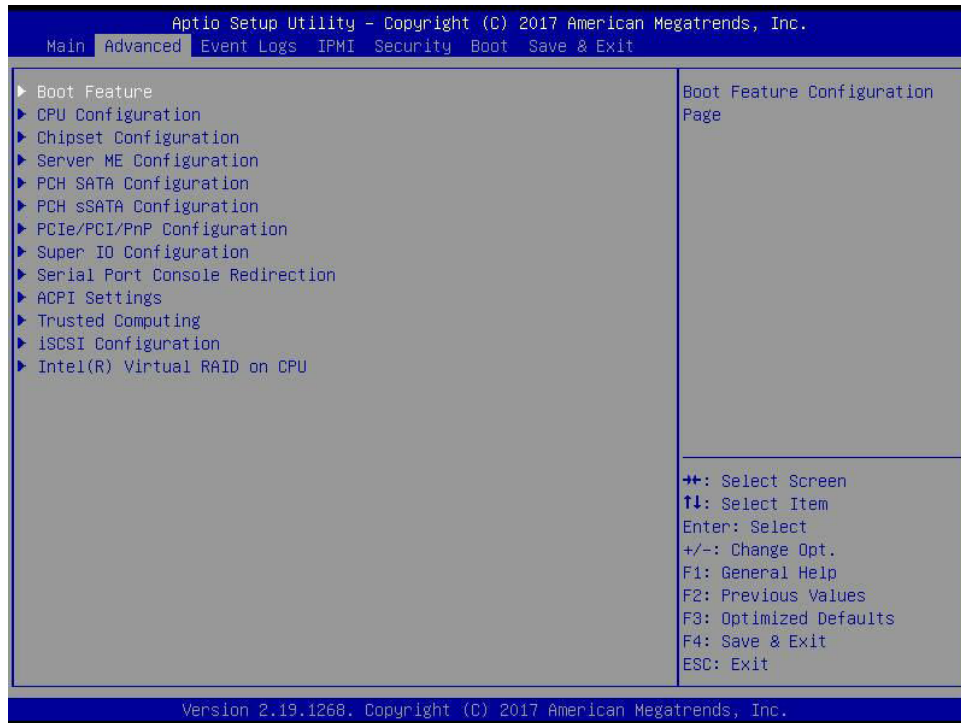 Aptio Setup Utility – Copyright (C) 2017 American Megatrends, Inc.
Main Advanced Event Logs IPMI Security Boot Save & Exit
▶ Boot Feature
▶ CPU Configuration
▶ Chipset Configuration
▶ Server ME Configuration
▶ PCH SATA Configuration
▶ PCH sSATA Configuration
▶ PCIe/PCI/PnP Configuration
▶ Super IO Configuration
▶ Serial Port Console Redirection
▶ ACPI Settings
▶ Trusted Computing
▶ iSCSI Configuration
▶ Intel(R) Virtual RAID on CPU
Boot Feature Configuration
Page
→←: Select Screen
↑↓: Select Item
Enter: Select
+/-: Change Opt.
F1: General Help
F2: Previous Values
F3: Optimized Defaults
F4: Save & Exit
ESC: Exit
Version 2.19.1268. Copyright (C) 2017 American Megatrends, Inc.